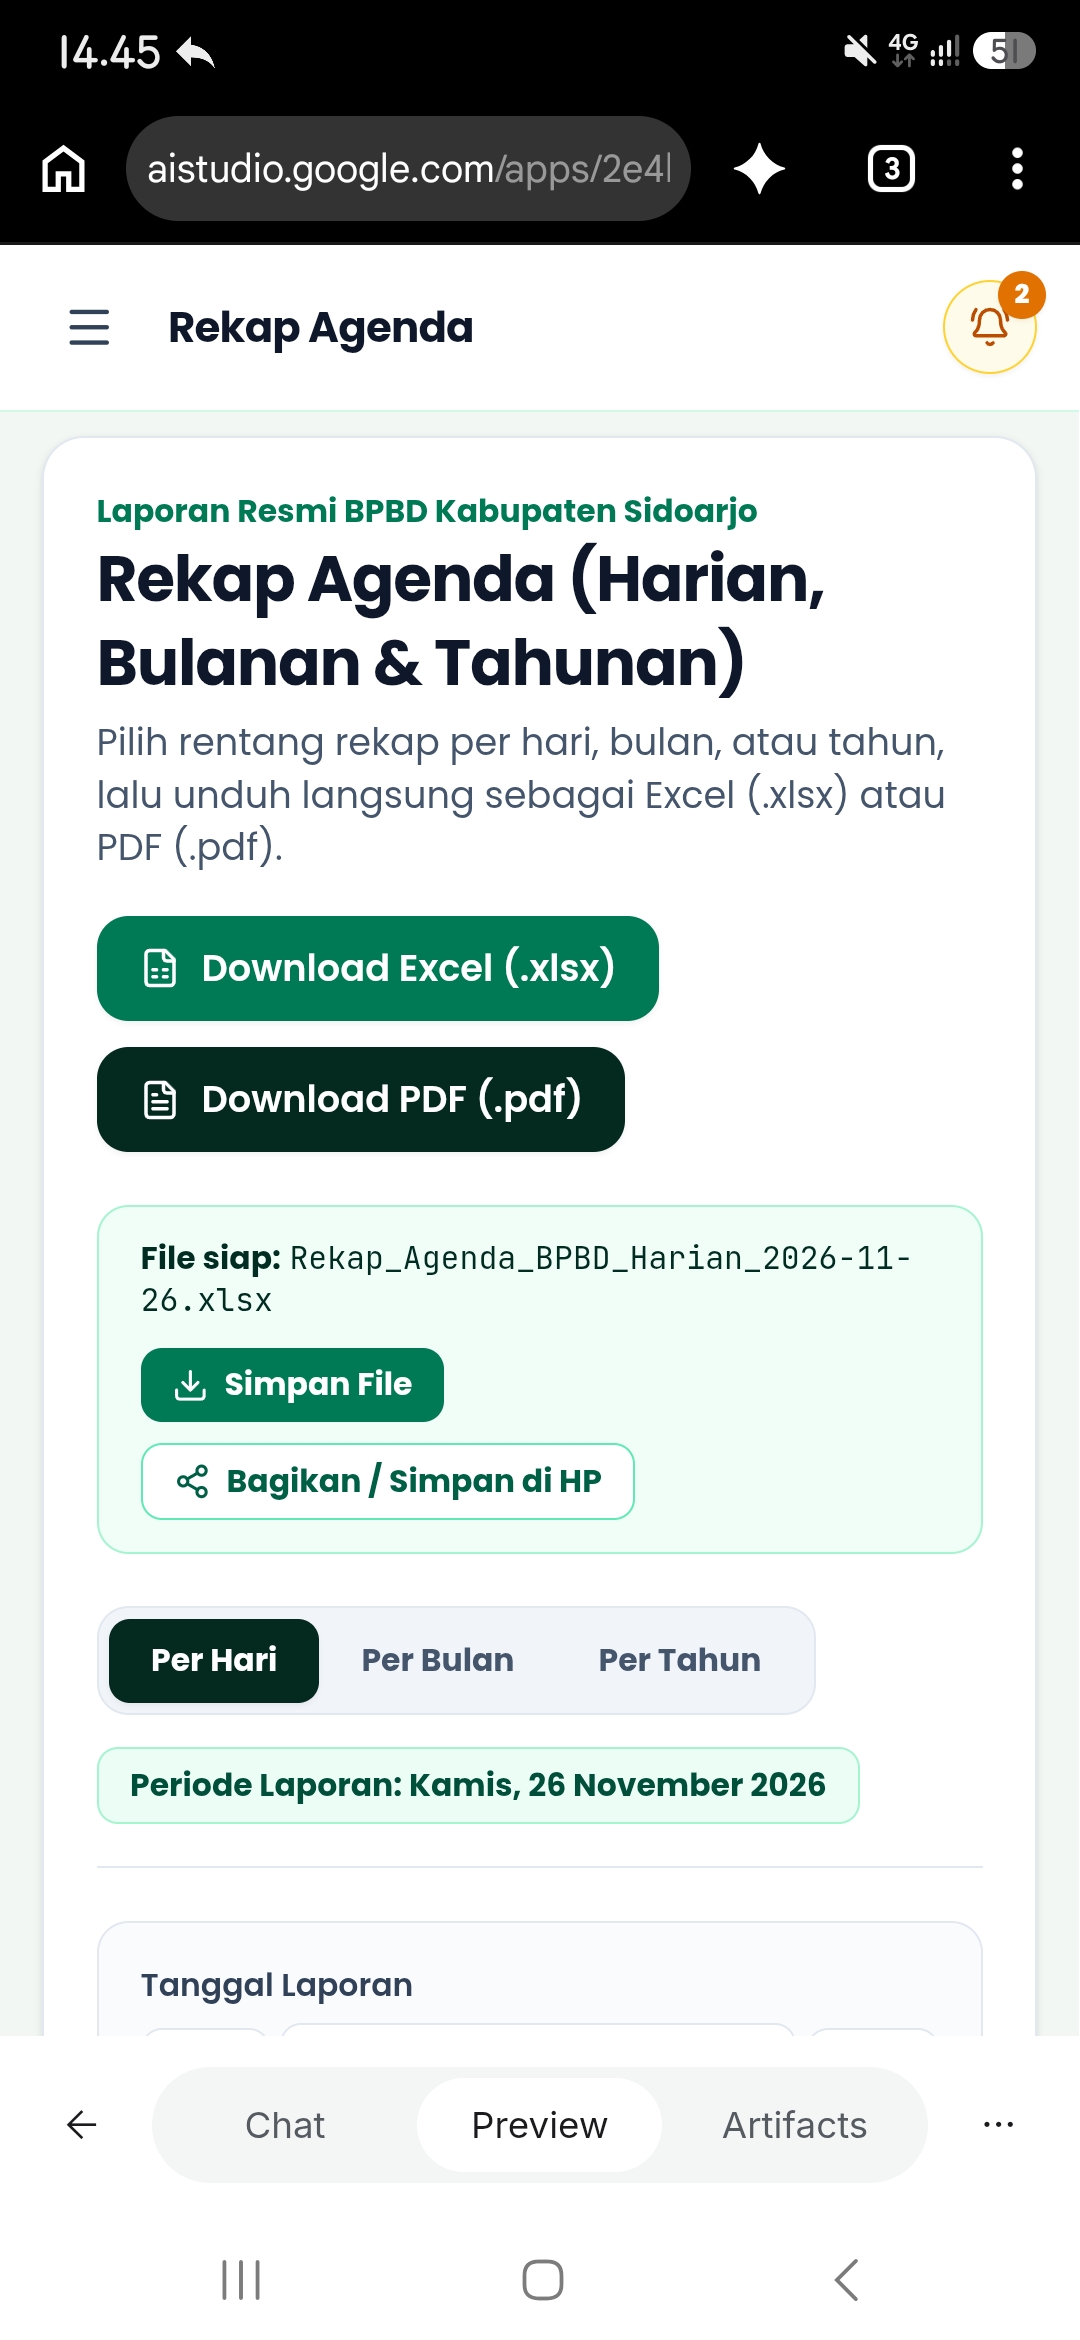 14.45
4G
51
aistudio.google.com/apps/2e4
3
Rekap Agenda
2
Laporan Resmi BPBD Kabupaten Sidoarjo
Rekap Agenda (Harian,
Bulanan & Tahunan)
Pilih rentang rekap per hari, bulan, atau tahun,
lalu unduh langsung sebagai Excel (.xlsx) atau
PDF (.pdf).
Download Excel (.xlsx)
Download PDF (.pdf)
File siap: Rekap_Agenda_BPBD_Harian_2026-11-
26.xlsx
Simpan File
Bagikan / Simpan di HP
Per Hari Per Bulan Per Tahun
Periode Laporan: Kamis, 26 November 2026
Tanggal Laporan
Chat Preview Artifacts